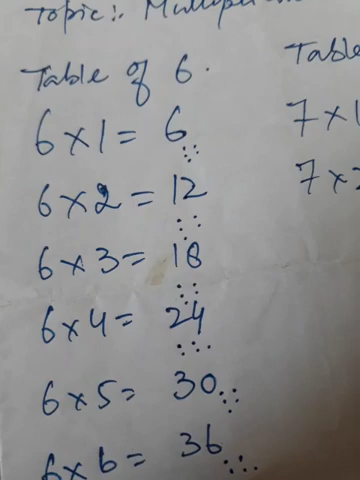 Topic:. 
Table of 6.
6 × 1 = 6
6 × 2 = 12
6 × 3 = 18
6 × 4 = 24
6 × 5 = 30
6 × 6 = 36
Table
7 × 1
7 ×